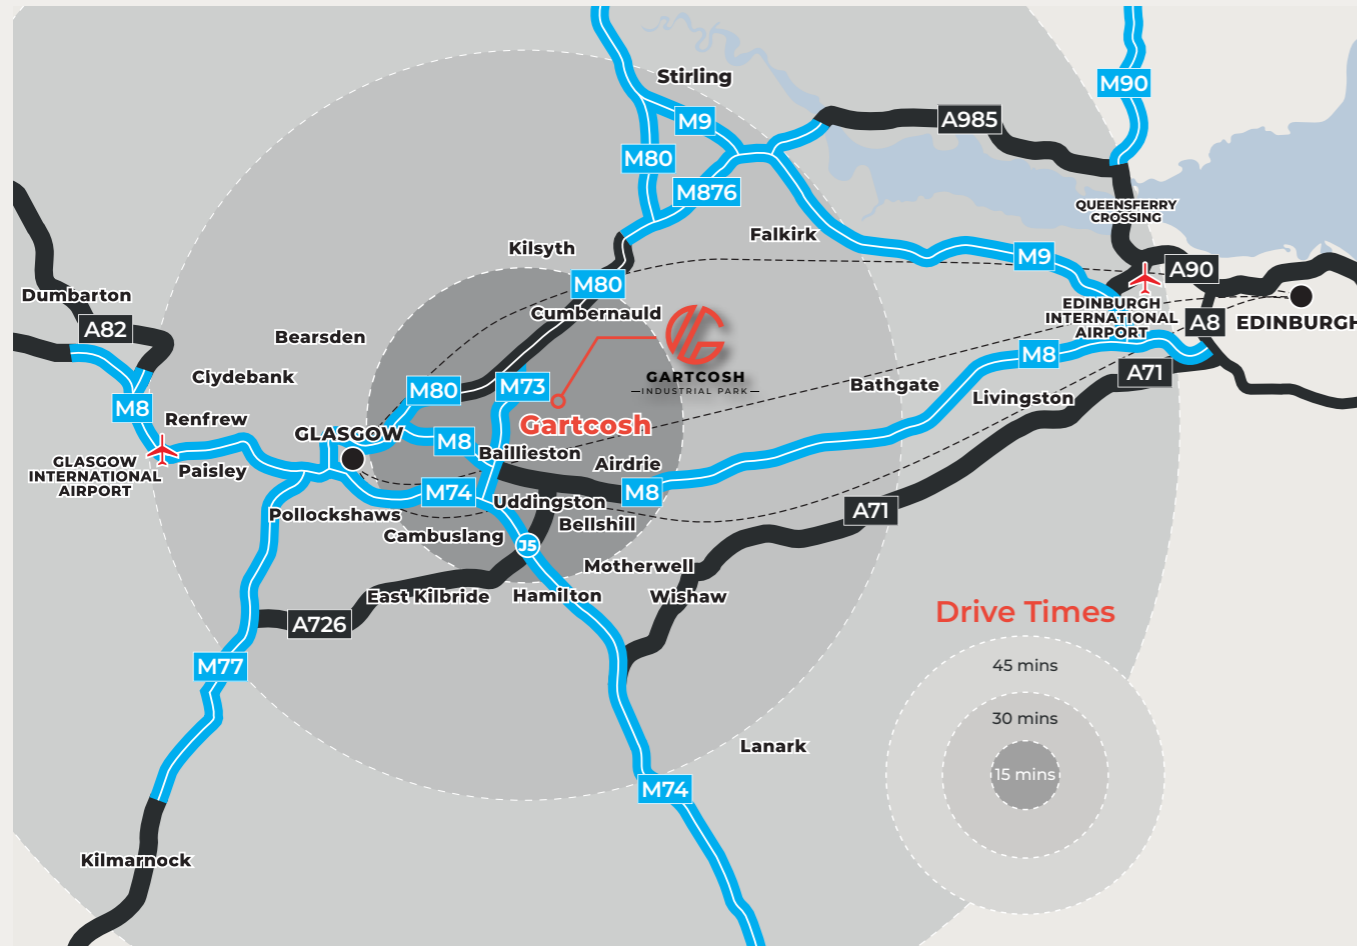 Stirling
M90
M9
A985
M80
M876
QUEENSFERRY
CROSSING
Falkirk
Kilsyth
M9
A90
M80
Dumbarton
EDINBURGH
INTERNATIONAL
AIRPORT
A8
EDINBURGH
A82
Bearsden
Cumbernauld
GARTCOSH
INDUSTRIAL PARK
M8
A71
Clydebank
M80
M73
Bathgate
Livingston
M8
Renfrew
Gartcosh
GLASGOW
M8
Baillieston
Airdrie
GLASGOW
INTERNATIONAL
AIRPORT
Paisley
M74
M8
Uddingston
A71
Pollockshaws
Bellshill
Cambuslang
J5
Motherwell
East Kilbride
Hamilton
Wishaw
A726
Drive Times
M77
45 mins
30 mins
15 mins
Lanark
M74
Kilmarnock